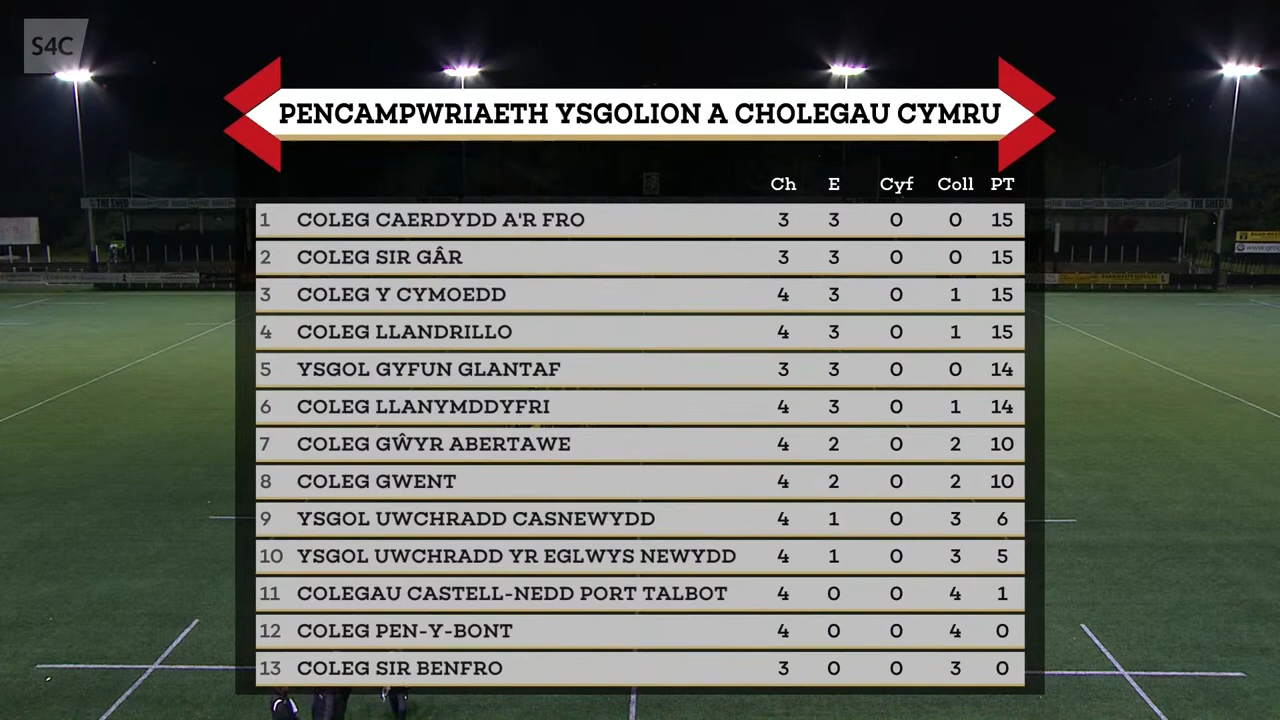 S4C
PENCAMPWRIAETH YSGOLION A CHOLEGAU CYMRU
Ch E Cyf Coll PT
1 COLEG CAERDYDD A'R FRO 3 3 0 0 15
2 COLEG SIR GÂR 3 3 0 0 15
3 COLEG Y CYMOEDD 4 3 0 1 15
4 COLEG LLANDRILLO 4 3 0 1 15
5 YSGOL GYFUN GLANTAF 3 3 0 0 14
6 COLEG LLANYMDDYFRI 4 3 0 1 14
7 COLEG GŴYR ABERTAWE 4 2 0 2 10
8 COLEG GWENT 4 2 0 2 10
9 YSGOL UWCHRADD CASNEWYDD 4 1 0 3 6
10 YSGOL UWCHRADD YR EGLWYS NEWYDD 4 1 0 3 5
11 COLEGAU CASTELL-NEDD PORT TALBOT 4 0 0 4 1
12 COLEG PEN-Y-BONT 4 0 0 4 0
13 COLEG SIR BENFRO 3 0 0 3 0
THE SHED
THE SHED